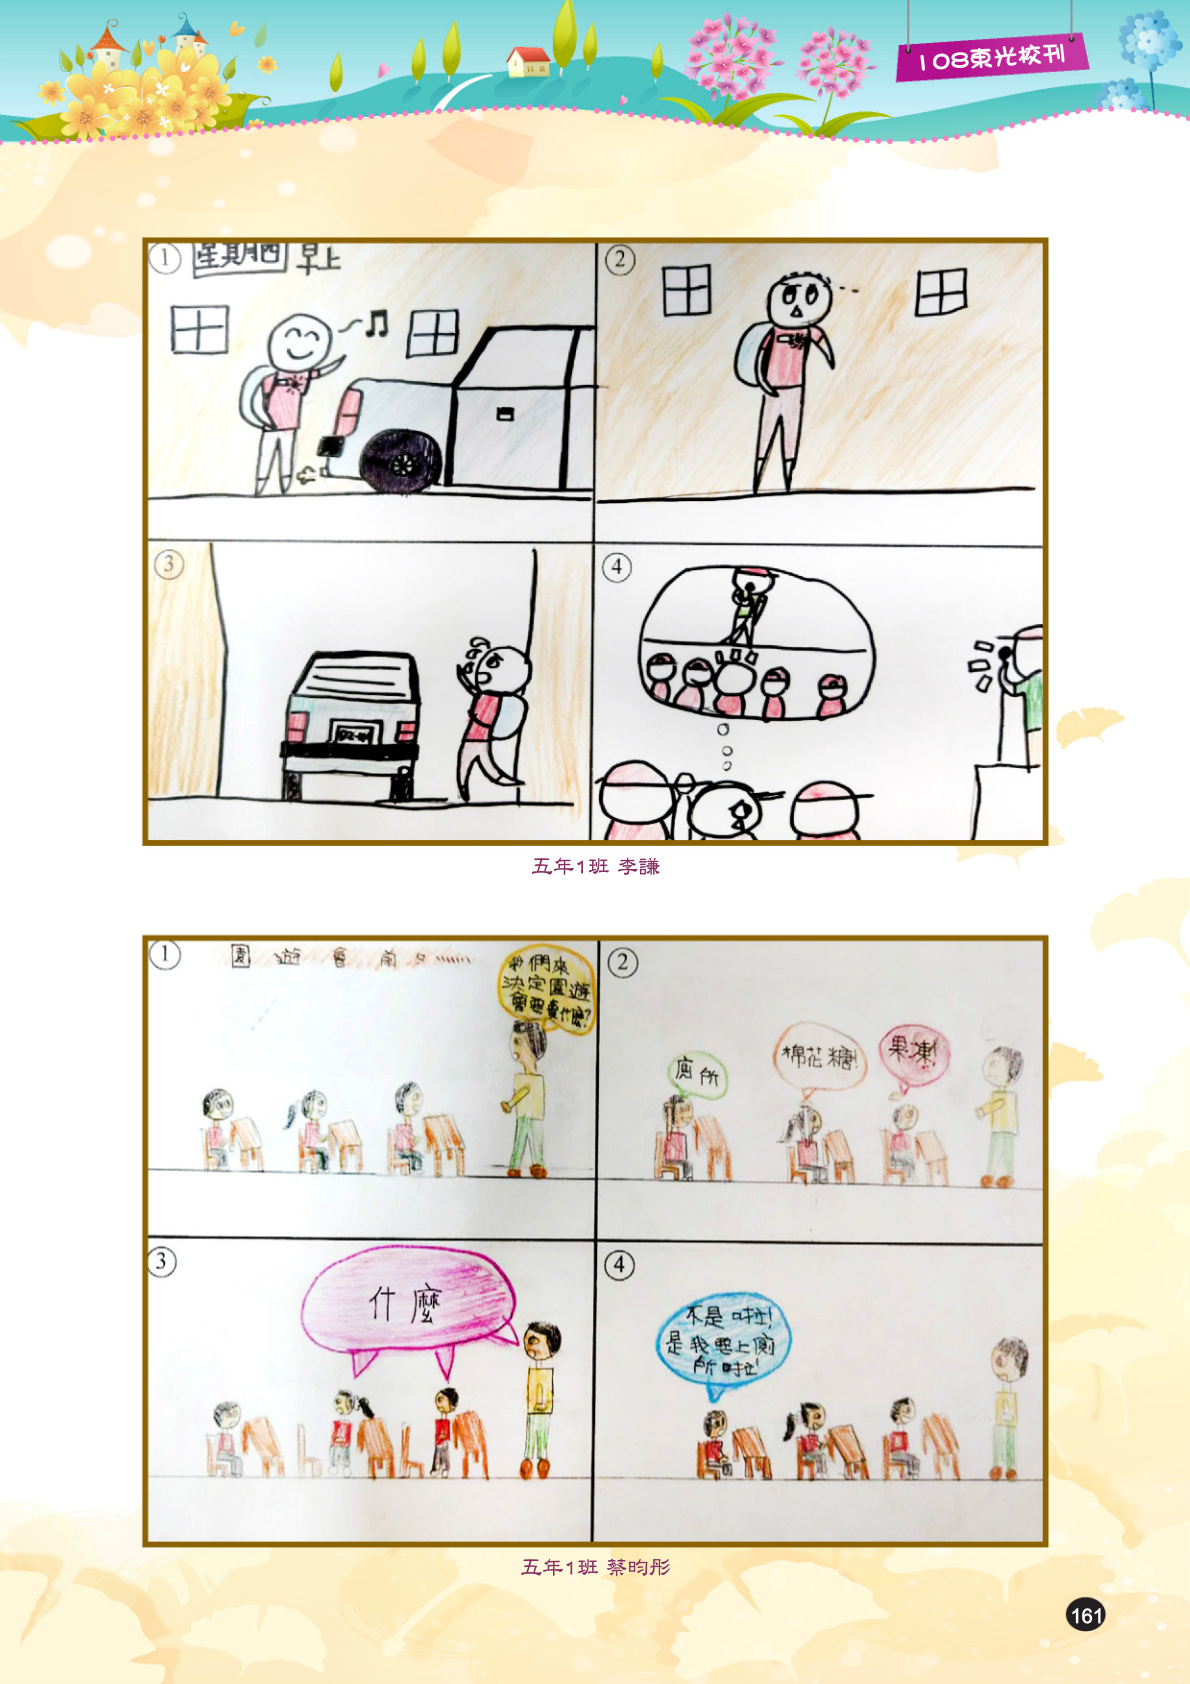 108東光校刊
1
星期四 早上
2
3
4
五年1班 李謙
1
園遊會前
我們來
決定園遊
會要賣什麼?
2
廁所
棉花糖!
果凍!
3
什麼
4
不是啦!
是我要上廁
所啦!
五年1班 蔡昀彤
161